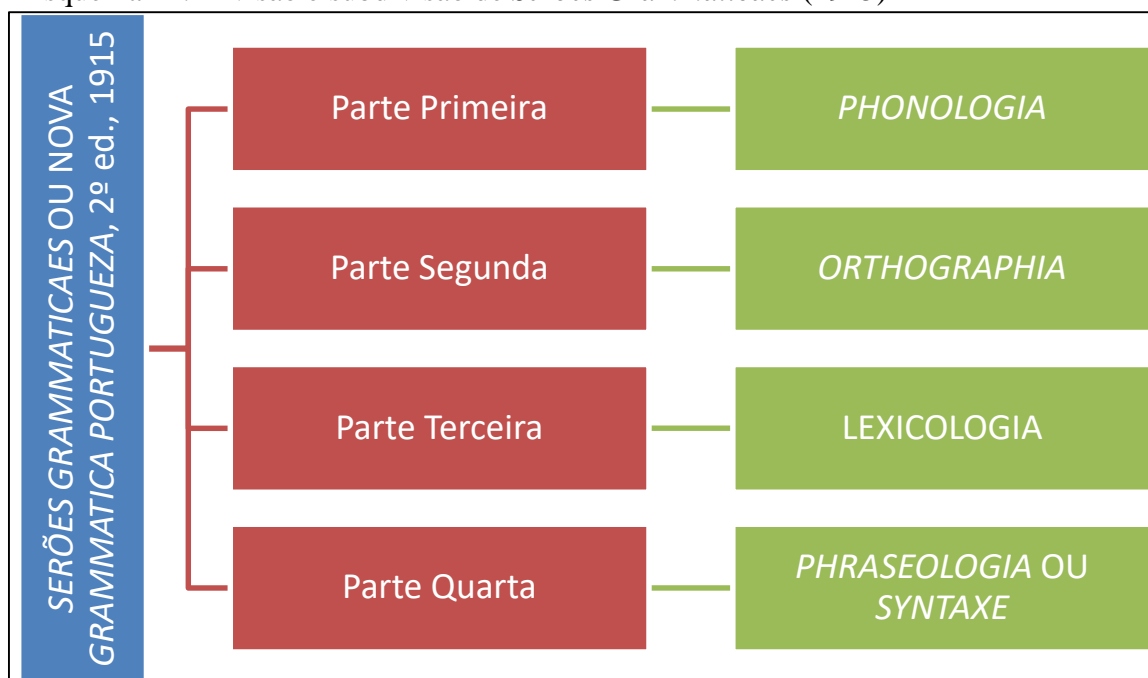 SERÕES GRAMMATICAES OU NOVA
GRAMMATICA PORTUGUEZA, 2º ed., 1915
Parte Primeira
PHONOLOGIA
Parte Segunda
ORTHOGRAPHIA
Parte Terceira
LEXICOLOGIA
Parte Quarta
PHRASEOLOGIA OU
SYNTAXE